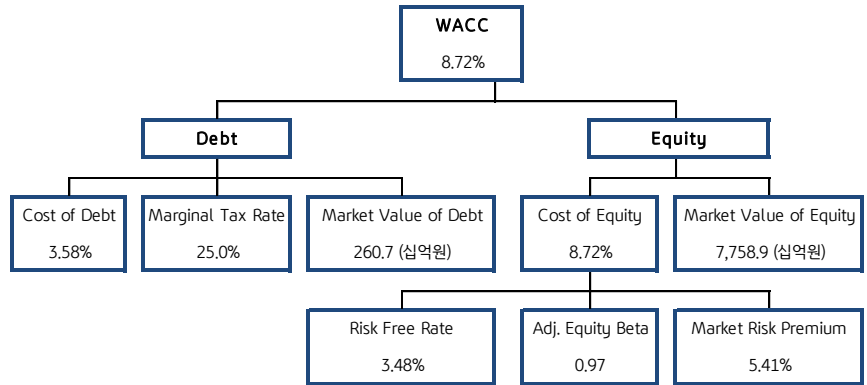 WACC
8.72%
Debt
Equity
Cost of Debt
3.58%
Marginal Tax Rate
25.0%
Market Value of Debt
260.7 (십억원)
Cost of Equity
8.72%
Market Value of Equity
7,758.9 (십억원)
Risk Free Rate
3.48%
Adj. Equity Beta
0.97
Market Risk Premium
5.41%